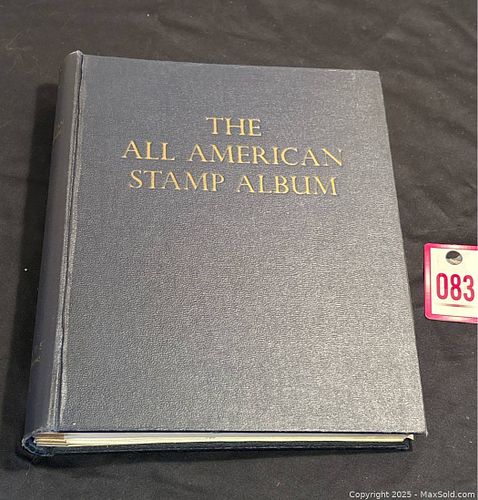 THE
ALL AMERICAN
STAMP ALBUM
083
Copyright 2025 - MaxSold.com